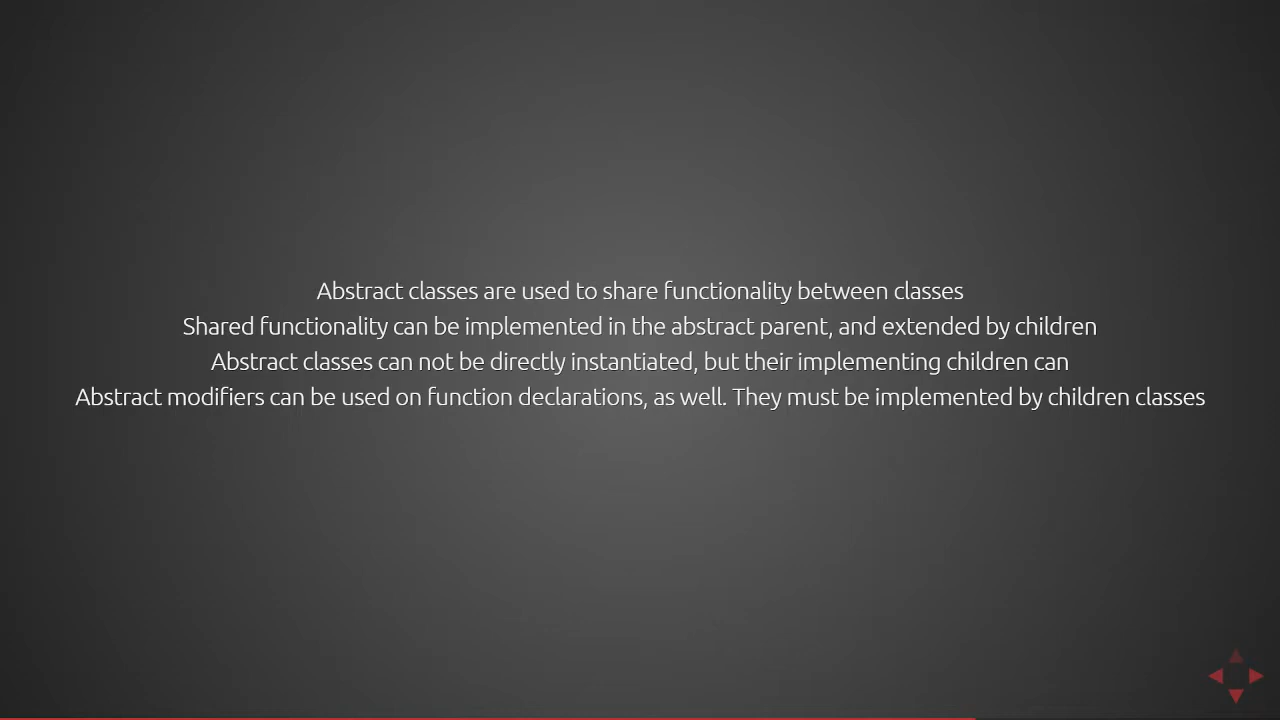 Abstract classes are used to share functionality between classes
Shared functionality can be implemented in the abstract parent, and extended by children
Abstract classes can not be directly instantiated, but their implementing children can
Abstract modifiers can be used on function declarations, as well. They must be implemented by children classes